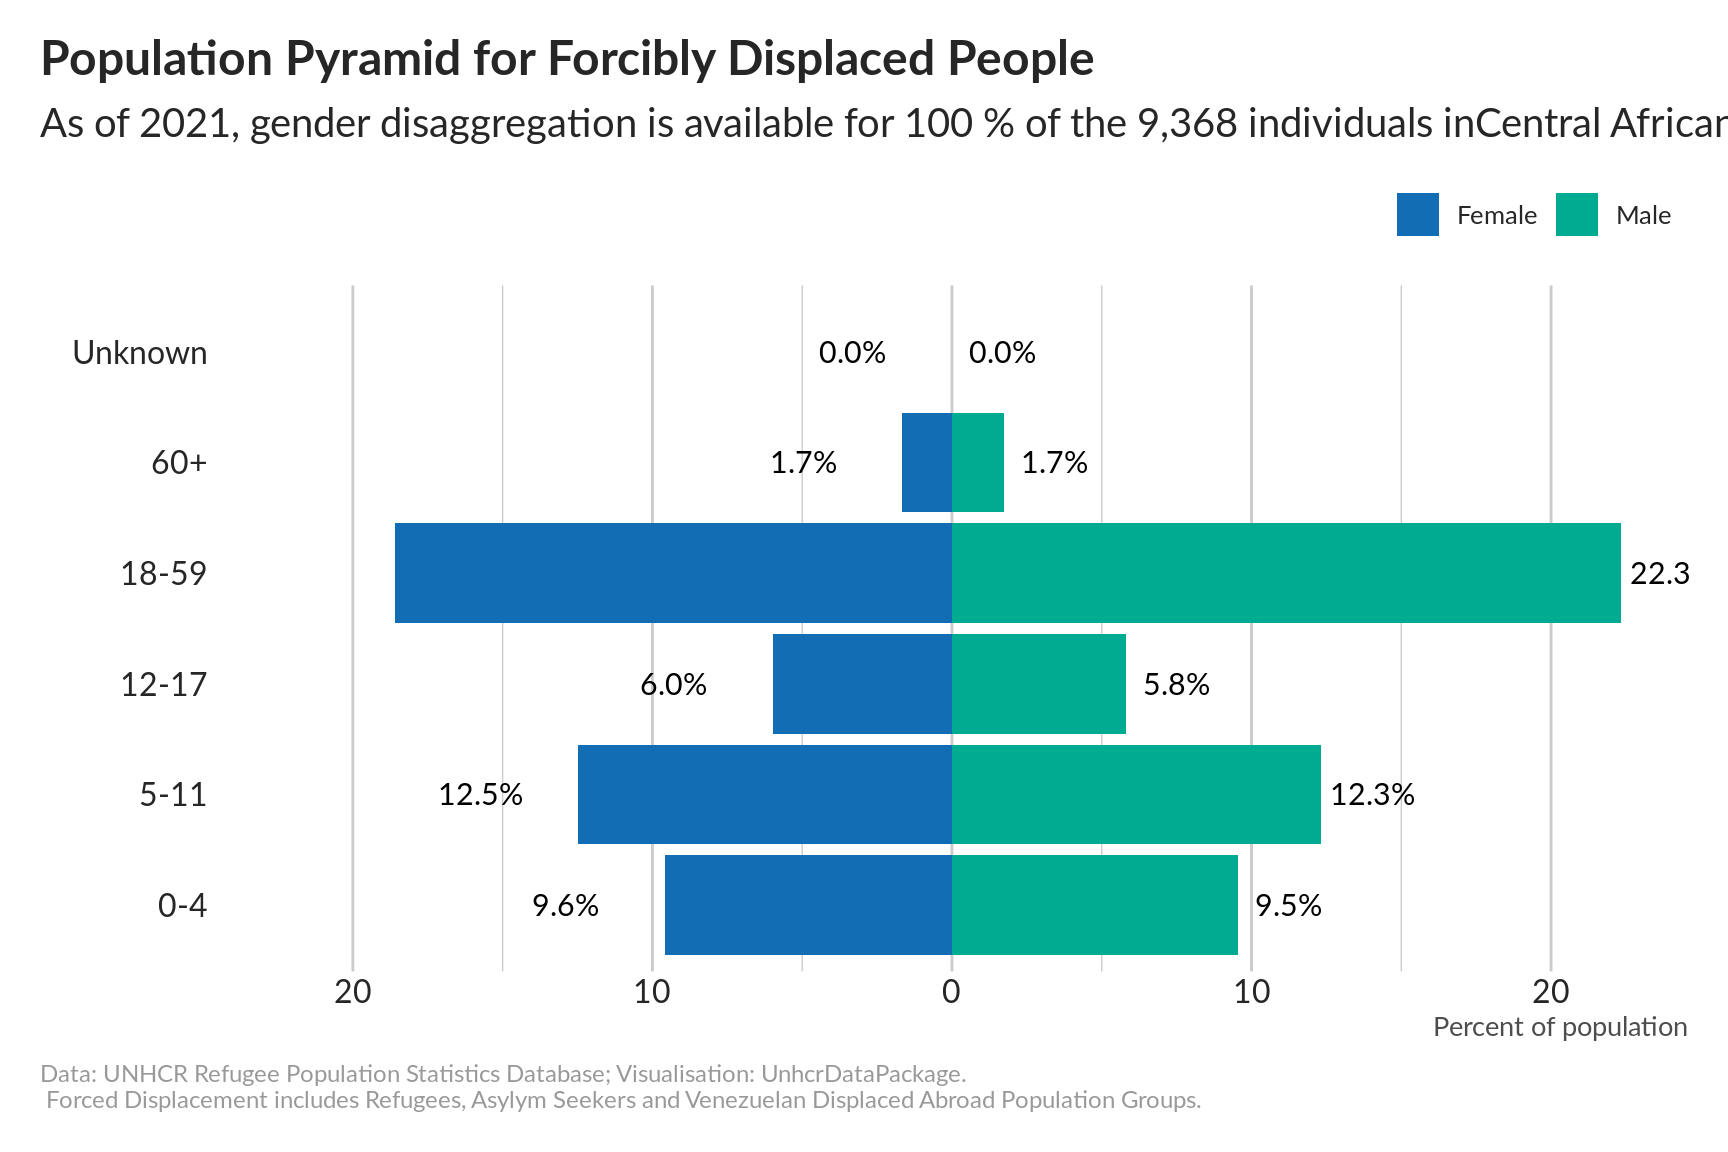 Population Pyramid for Forcibly Displaced People
As of 2021, gender disaggregation is available for 100 % of the 9,368 individuals inCentral African
Female Male
Unknown 0.0% 0.0%
60+ 1.7% 1.7%
18-59 22.3
12-17 6.0% 5.8%
5-11 12.5% 12.3%
0-4 9.6% 9.5%
20 10 0 10 20
Percent of population
Data: UNHCR Refugee Population Statistics Database; Visualisation: UnhcrDataPackage.
Forced Displacement includes Refugees, Asylym Seekers and Venezuelan Displaced Abroad Population Groups.